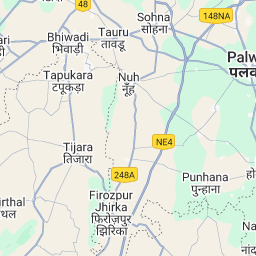 48
Sohna
सोहना
148NA
Tauru
तावडू
Bhiwadi
भिवाड़ी
Palw
पलव
Tapukara
टपूकड़ा
Nuh
नूँह
NE4
Tijara
तिजारा
248A
Punhana
पुन्हाना
Firozpur
Jhirka
फिरोज़पुर
झिरिका